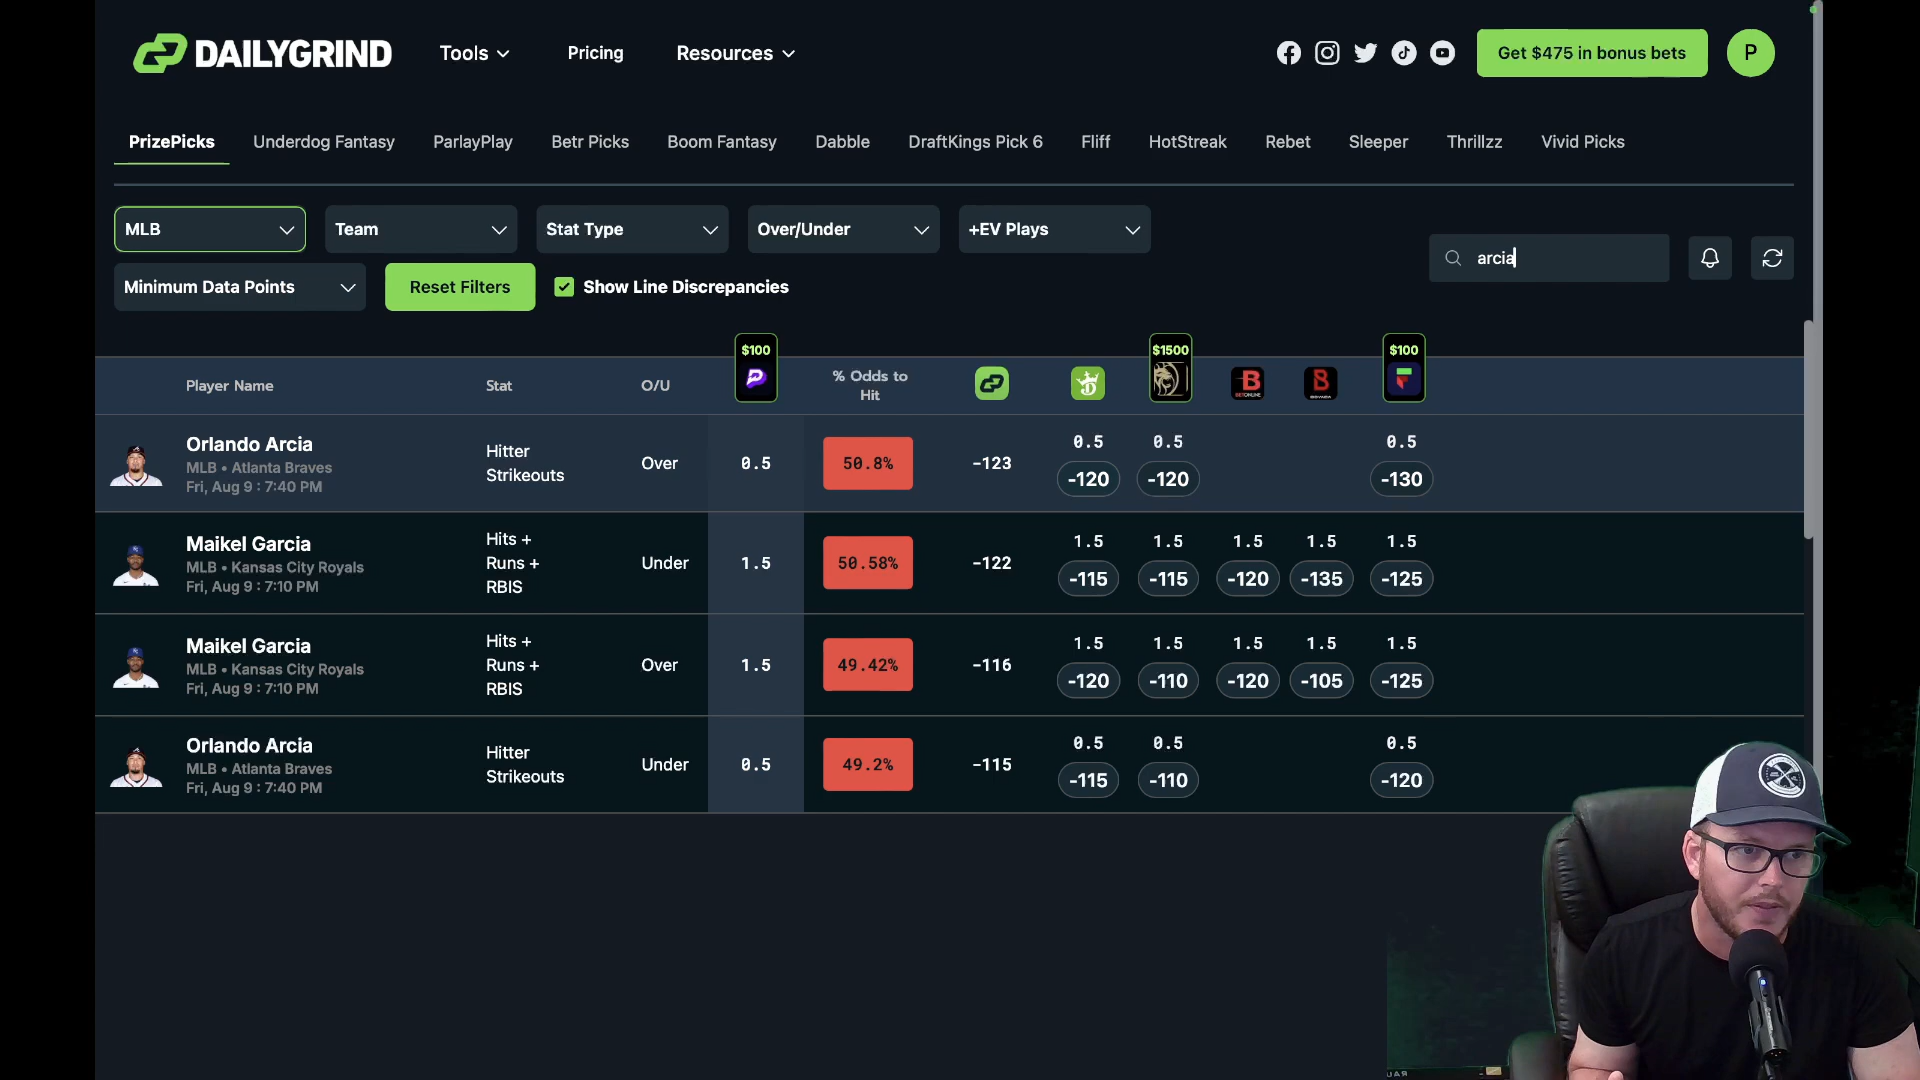 DAILYGRIND Tools Pricing Resources Get $475 in bonus bets P
PrizePicks Underdog Fantasy ParlayPlay Betr Picks Boom Fantasy Dabble DraftKings Pick 6 Fliff HotStreak Rebet Sleeper Thrillzz Vivid Picks
MLB Team Stat Type Over/Under +EV Plays
arcia
Minimum Data Points Reset Filters Show Line Discrepancies
$100 $1500 $100
Player Name Stat O/U % Odds to Hit
BETONLINE BOVADA
Orlando Arcia
MLB • Atlanta Braves
Fri, Aug 9 : 7:40 PM
Hitter
Strikeouts
Over 0.5 50.8% -123
0.5 0.5 0.5
-120 -120 -130
Maikel Garcia
MLB • Kansas City Royals
Fri, Aug 9 : 7:10 PM
Hits +
Runs +
RBIS
Under 1.5 50.58% -122
1.5 1.5 1.5 1.5 1.5
-115 -115 -120 -135 -125
Maikel Garcia
MLB • Kansas City Royals
Fri, Aug 9 : 7:10 PM
Hits +
Runs +
RBIS
Over 1.5 49.42% -116
1.5 1.5 1.5 1.5 1.5
-120 -110 -120 -105 -125
Orlando Arcia
MLB • Atlanta Braves
Fri, Aug 9 : 7:40 PM
Hitter
Strikeouts
Under 0.5 49.2% -115
0.5 0.5 0.5
-115 -110 -120